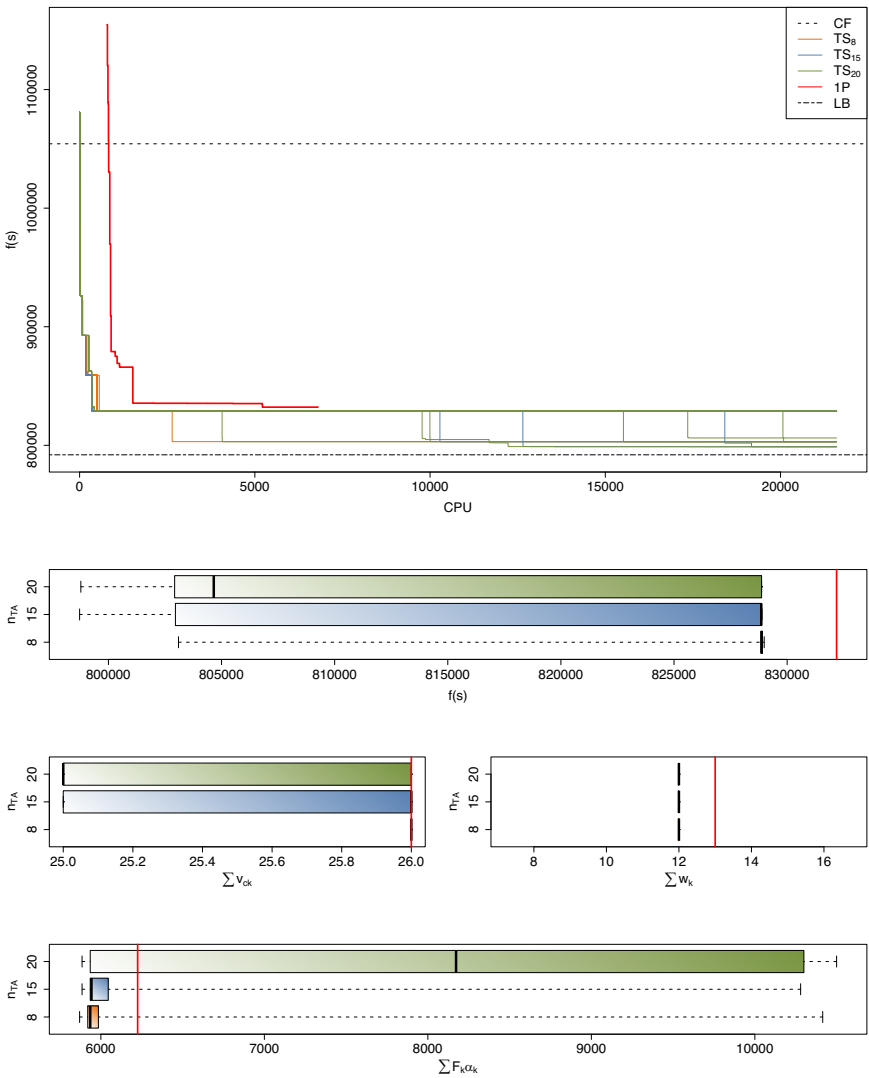 CF
TS8
TS15
TS20
1P
LB
f(s)
800000 900000 1000000 1100000
0 5000 10000 15000 20000
CPU
nTA
20
15
8
800000 805000 810000 815000 820000 825000 830000
f(s)
nTA
20
15
8
25.0 25.2 25.4 25.6 25.8 26.0
∑ vck
nTA
20
15
8
8 10 12 14 16
∑ wk
nTA
20
15
8
6000 7000 8000 9000 10000
∑ Fkαk